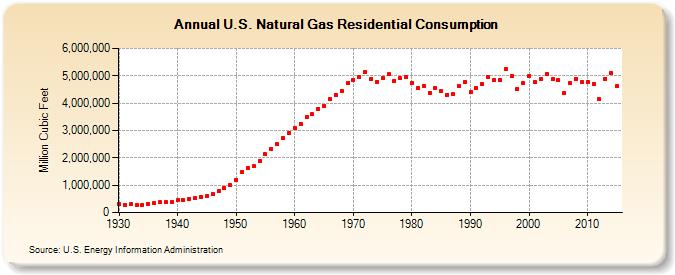 Annual U.S. Natural Gas Residential Consumption
Million Cubic Feet
6,000,000
5,000,000
4,000,000
3,000,000
2,000,000
1,000,000
0
1930 1940 1950 1960 1970 1980 1990 2000 2010
Source: U.S. Energy Information Administration